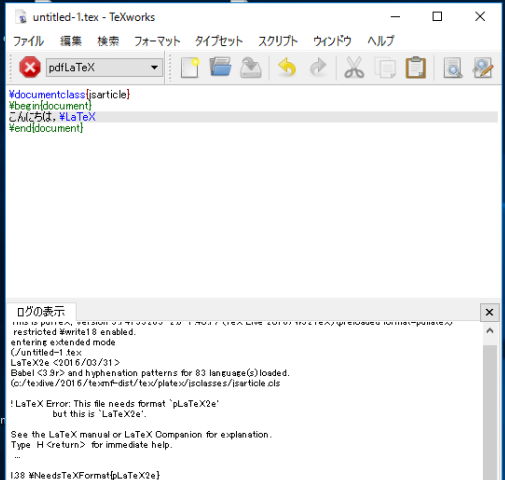 untitled-1.tex - TeXworks
ファイル 編集 検索 フォーマット タイプセット スクリプト ウィンドウ ヘルプ
pdfLaTeX
¥documentclass{jsarticle}
¥begin{document}
こんにちは，¥LaTeX
¥end{document}
ログの表示
restricted ¥write18 enabled.
entering extended mode
(./untitled-1.tex
LaTeX2e <2016/03/31>
Babel <3.9r> and hyphenation patterns for 83 language(s) loaded.
(c:/texlive/2016/texmf-dist/tex/platex/jsclasses/jsarticle.cls
! LaTeX Error: This file needs format `pLaTeX2e'
but this is `LaTeX2e'.
See the LaTeX manual or LaTeX Companion for explanation.
Type H <return> for immediate help.
...
l.38 ¥NeedsTeXFormat{pLaTeX2e}